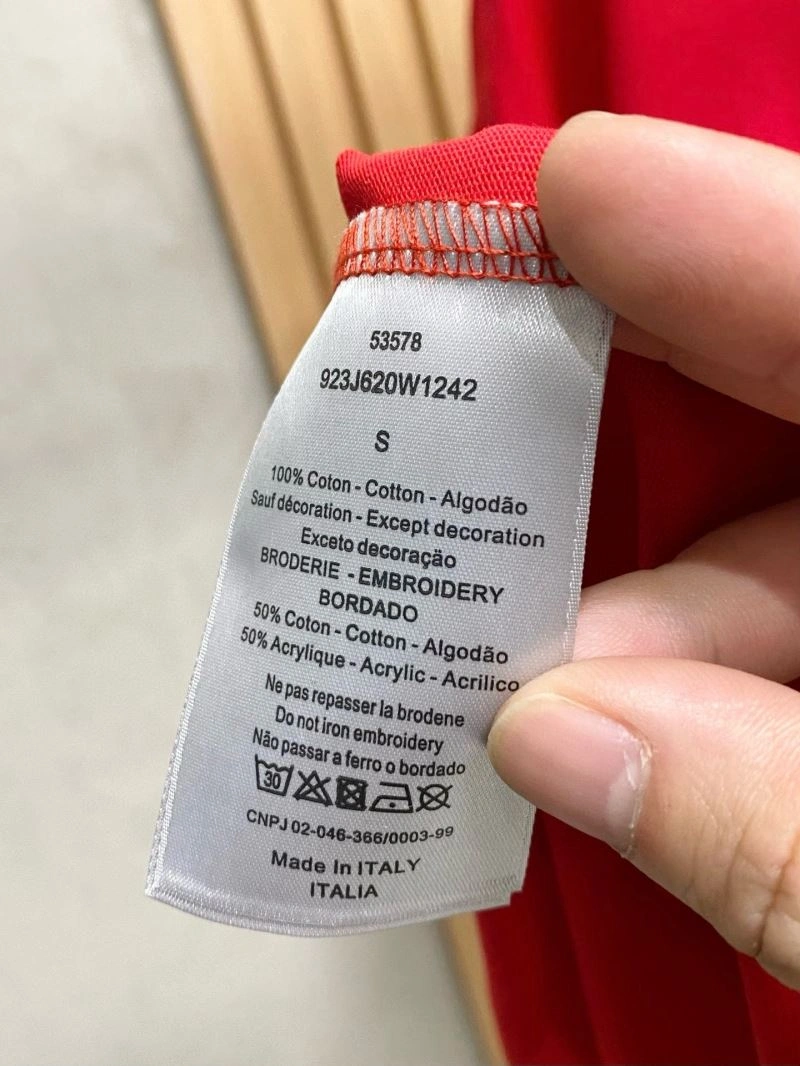 53578
923J620W1242
S
100% Coton - Cotton - Algodão
Sauf décoration - Except decoration
Exceto decoração
BRODERIE - EMBROIDERY
BORDADO
50% Coton - Cotton - Algodão
50% Acrylique - Acrylic - Acrilico
Ne pas repasser la brodene
Do not iron embroidery
Não passar a ferro o bordado
30
CNPJ 02-046-366/0003-99
Made In ITALY
ITALIA